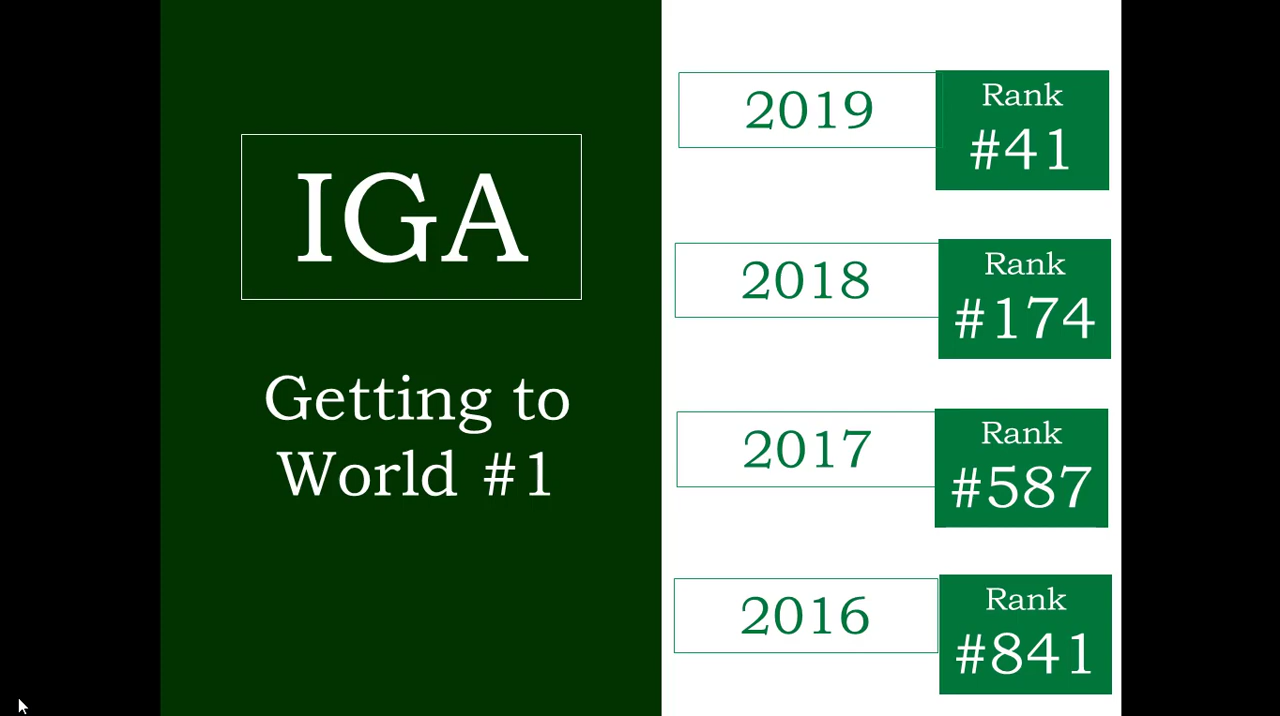 IGA
Getting to
World #1
2019
Rank
#41
2018
Rank
#174
2017
Rank
#587
2016
Rank
#841